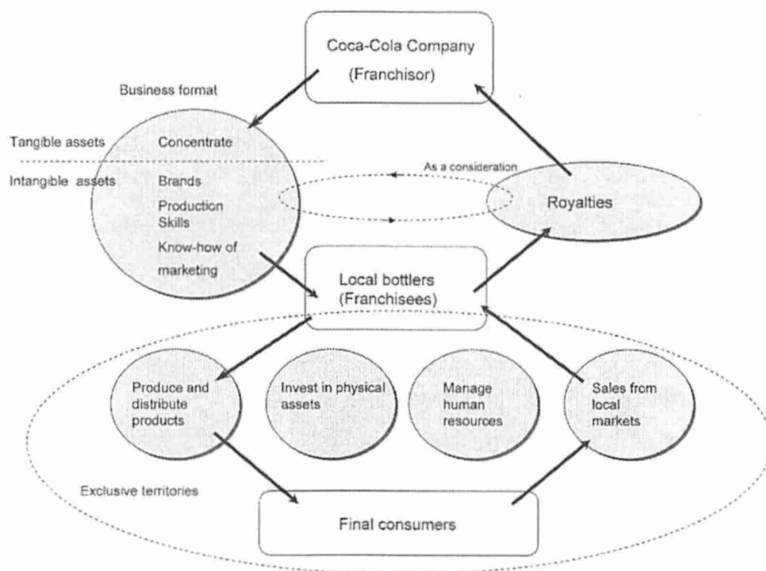 Coca-Cola Company
(Franchisor)
Business format
Tangible assets
Concentrate
Intangible assets
Brands
Production
Skills
Know-how of
marketing
As a consideration
Royalties
Local bottlers
(Franchisees)
Produce and
distribute
products
Invest in physical
assets
Manage
human
resources
Sales from
local
markets
Exclusive territories
Final consumers